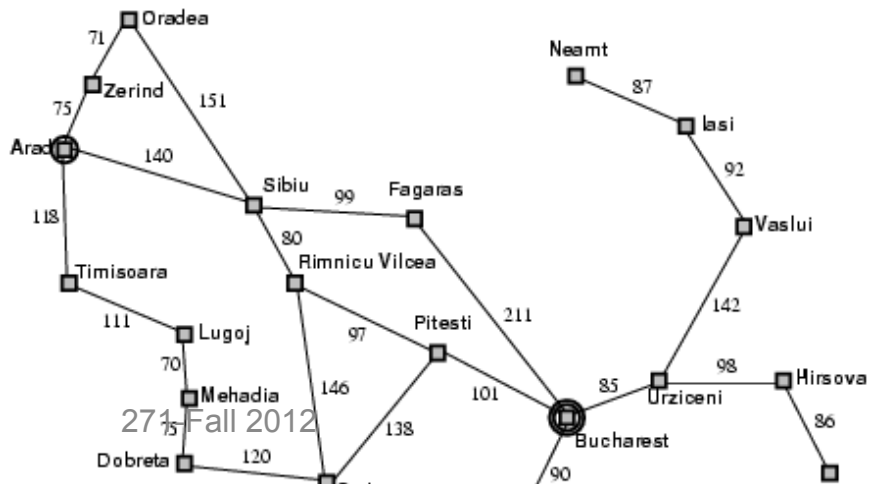 Oradea
71
Neamt
87
Zerind
151
75
Iasi
Arad
140
92
Sibiu
99
Fagaras
118
80
Vaslui
Timisoara
Rimnicu Vilcea
211
142
111
97
Pitesti
Lugoj
70
98
Hirsova
146
85
Mehadia
101
Urziceni
271-Fall 2012
86
75
138
Bucharest
Dobreta
120
90